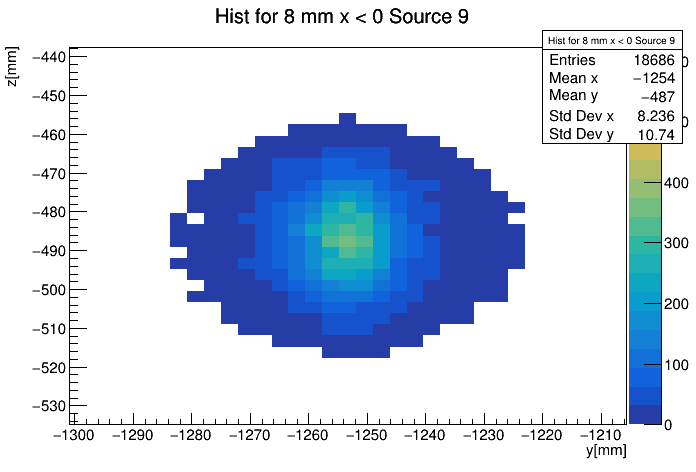 Hist for 8 mm x < 0 Source 9
Hist for 8 mm x < 0 Source 9
Entries 18686
Mean x −1254
Mean y −487
Std Dev x 8.236
Std Dev y 10.74
z[mm]
−440
−450
−460
−470
−480
−490
−500
−510
−520
−530
−1300 −1290 −1280 −1270 −1260 −1250 −1240 −1230 −1220 −1210
y[mm]
400
300
200
100
0